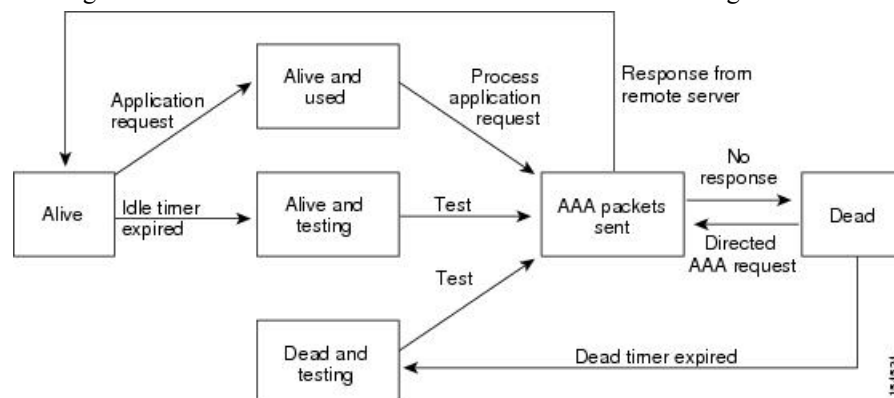 Alive and
used
Process
application
request
Response from
remote server
Application
request
No
response
Alive
Idle timer
expired
Alive and
testing
Test
AAA packets
sent
Dead
Directed
AAA request
Test
Dead and
testing
Dead timer expired